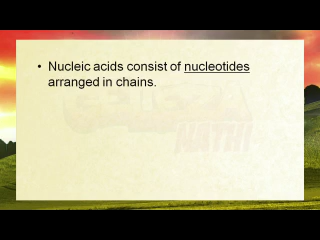 • Nucleic acids consist of nucleotides
arranged in chains.